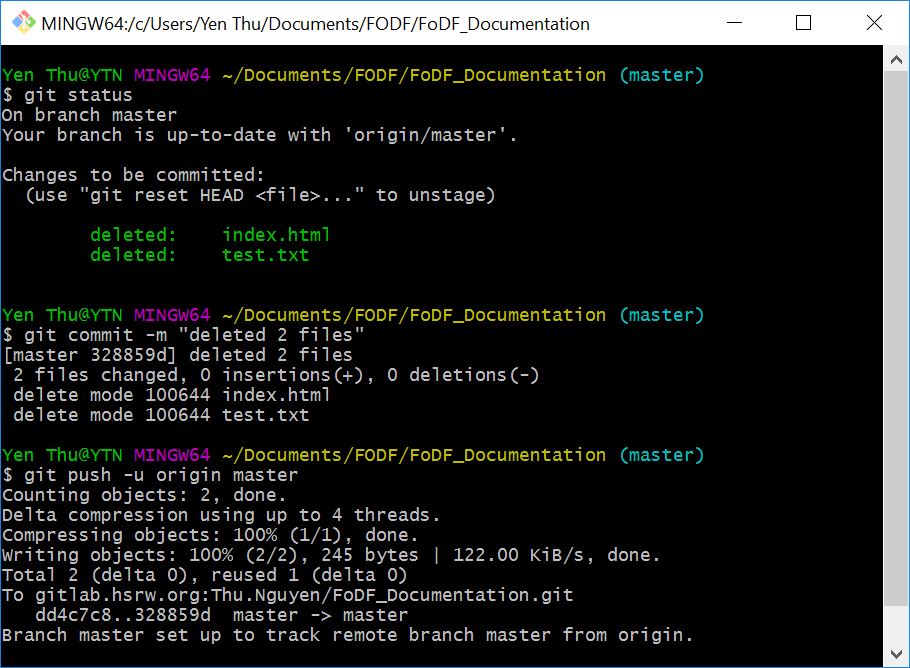 MINGW64:/c/Users/Yen Thu/Documents/FODF/FoDF_Documentation
Yen Thu@YTN MINGW64 ~/Documents/FODF/FoDF_Documentation (master)
$ git status
On branch master
Your branch is up-to-date with 'origin/master'.
Changes to be committed:
  (use "git reset HEAD <file>..." to unstage)
        deleted:    index.html
        deleted:    test.txt
Yen Thu@YTN MINGW64 ~/Documents/FODF/FoDF_Documentation (master)
$ git commit -m "deleted 2 files"
[master 328859d] deleted 2 files
 2 files changed, 0 insertions(+), 0 deletions(-)
 delete mode 100644 index.html
 delete mode 100644 test.txt
Yen Thu@YTN MINGW64 ~/Documents/FODF/FoDF_Documentation (master)
$ git push -u origin master
Counting objects: 2, done.
Delta compression using up to 4 threads.
Compressing objects: 100% (1/1), done.
Writing objects: 100% (2/2), 245 bytes | 122.00 KiB/s, done.
Total 2 (delta 0), reused 1 (delta 0)
To gitlab.hsrw.org:Thu.Nguyen/FoDF_Documentation.git
   dd4c7c8..328859d  master -> master
Branch master set up to track remote branch master from origin.